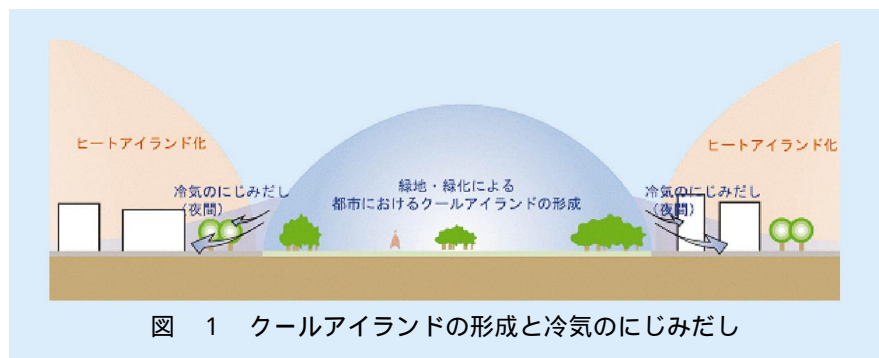 ヒートアイランド化
ヒートアイランド化
冷気のにじみだし
（夜間）
緑地・緑化による
都市におけるクールアイランドの形成
冷気のにじみだし
（夜間）
図　1　クールアイランドの形成と冷気のにじみだし